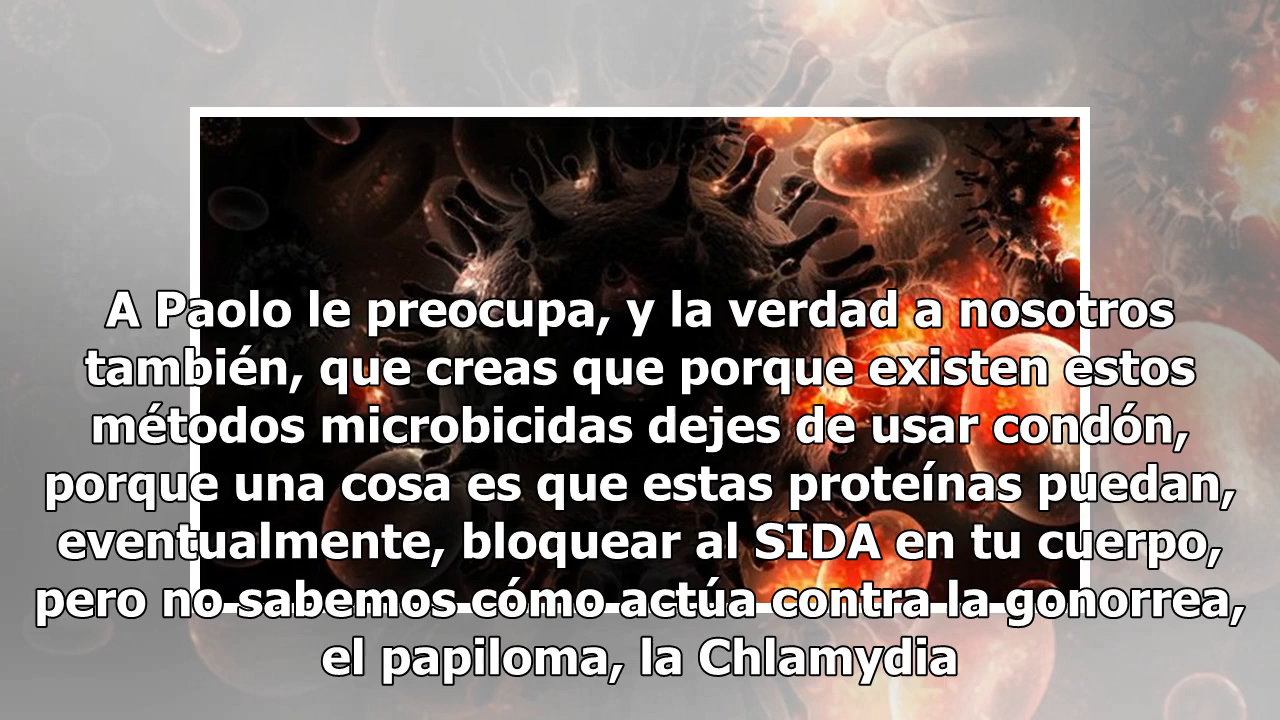 A Paolo le preocupa, y la verdad a nosotros
también, que creas que porque existen estos
métodos microbicidas dejes de usar condón,
porque una cosa es que estas proteínas puedan,
eventualmente, bloquear al SIDA en tu cuerpo,
pero no sabemos cómo actúa contra la gonorrea,
el papiloma, la Chlamydia